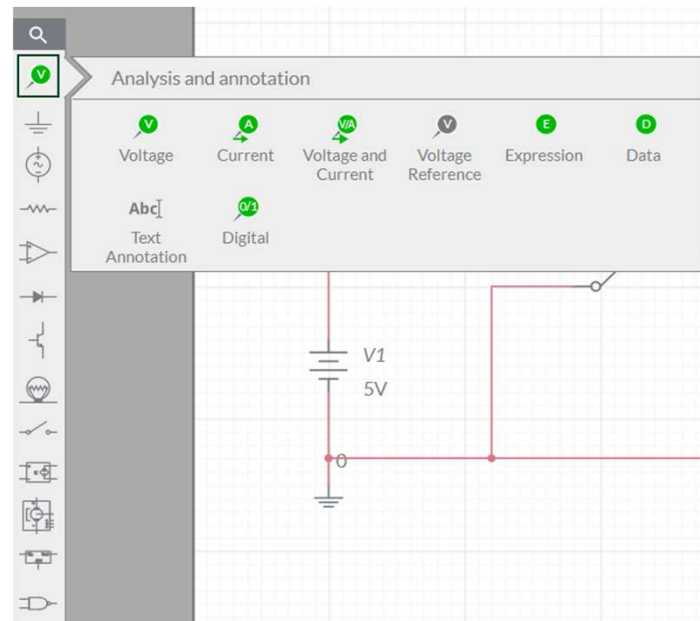 V
Analysis and annotation
V A V/A V E D
Voltage Current Voltage and Voltage Expression Data
Current Reference
Abc 0/1
Text Digital
Annotation
V1
5V
0